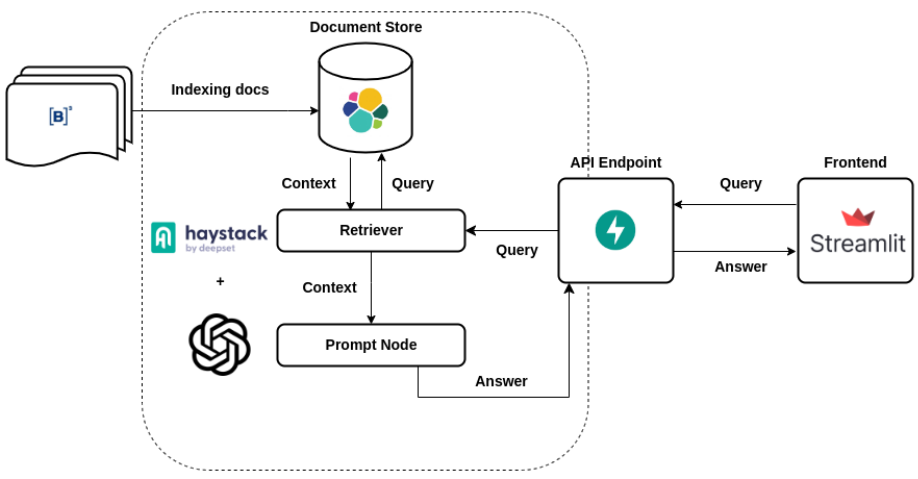 Document Store
Indexing docs
[B]³
API Endpoint
Frontend
Context
Query
Query
haystack
by deepset
Retriever
Query
Streamlit
Answer
+
Context
Prompt Node
Answer